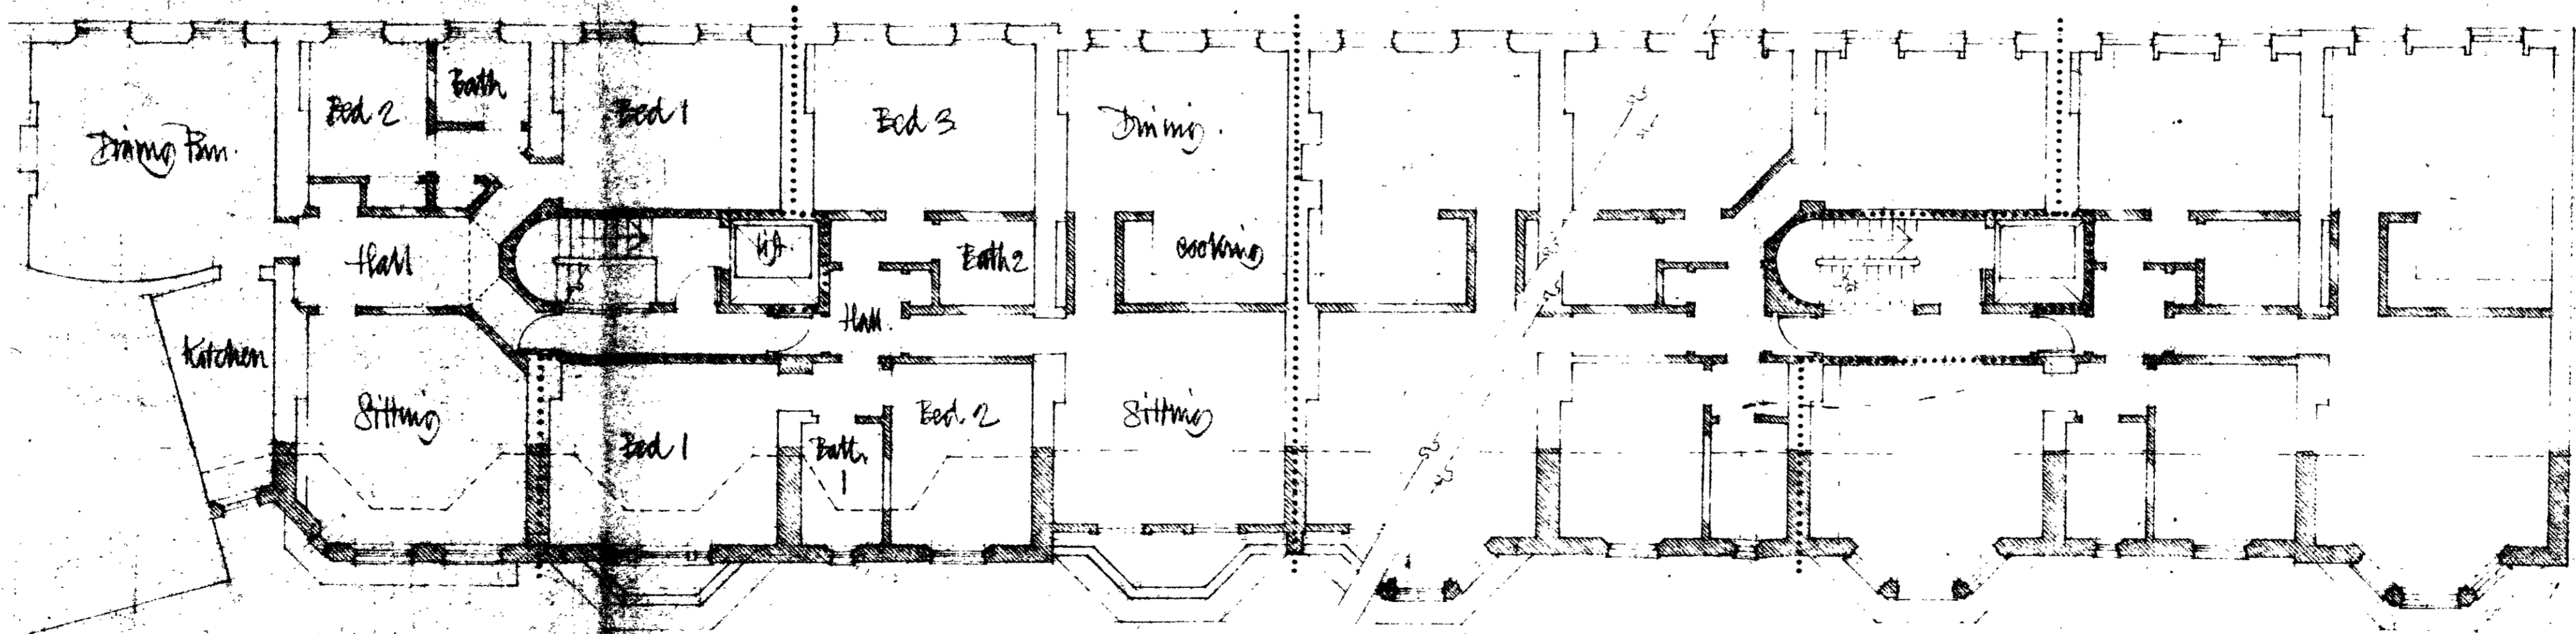 Dining Rm.
Bed 2
Bath
Bed 1
Bed 3
Dining.
Hall
lift
Bath 2
cooking
Hall.
Kitchen
Sitting
Bed 1
Bath
1
Bed. 2
Sitting